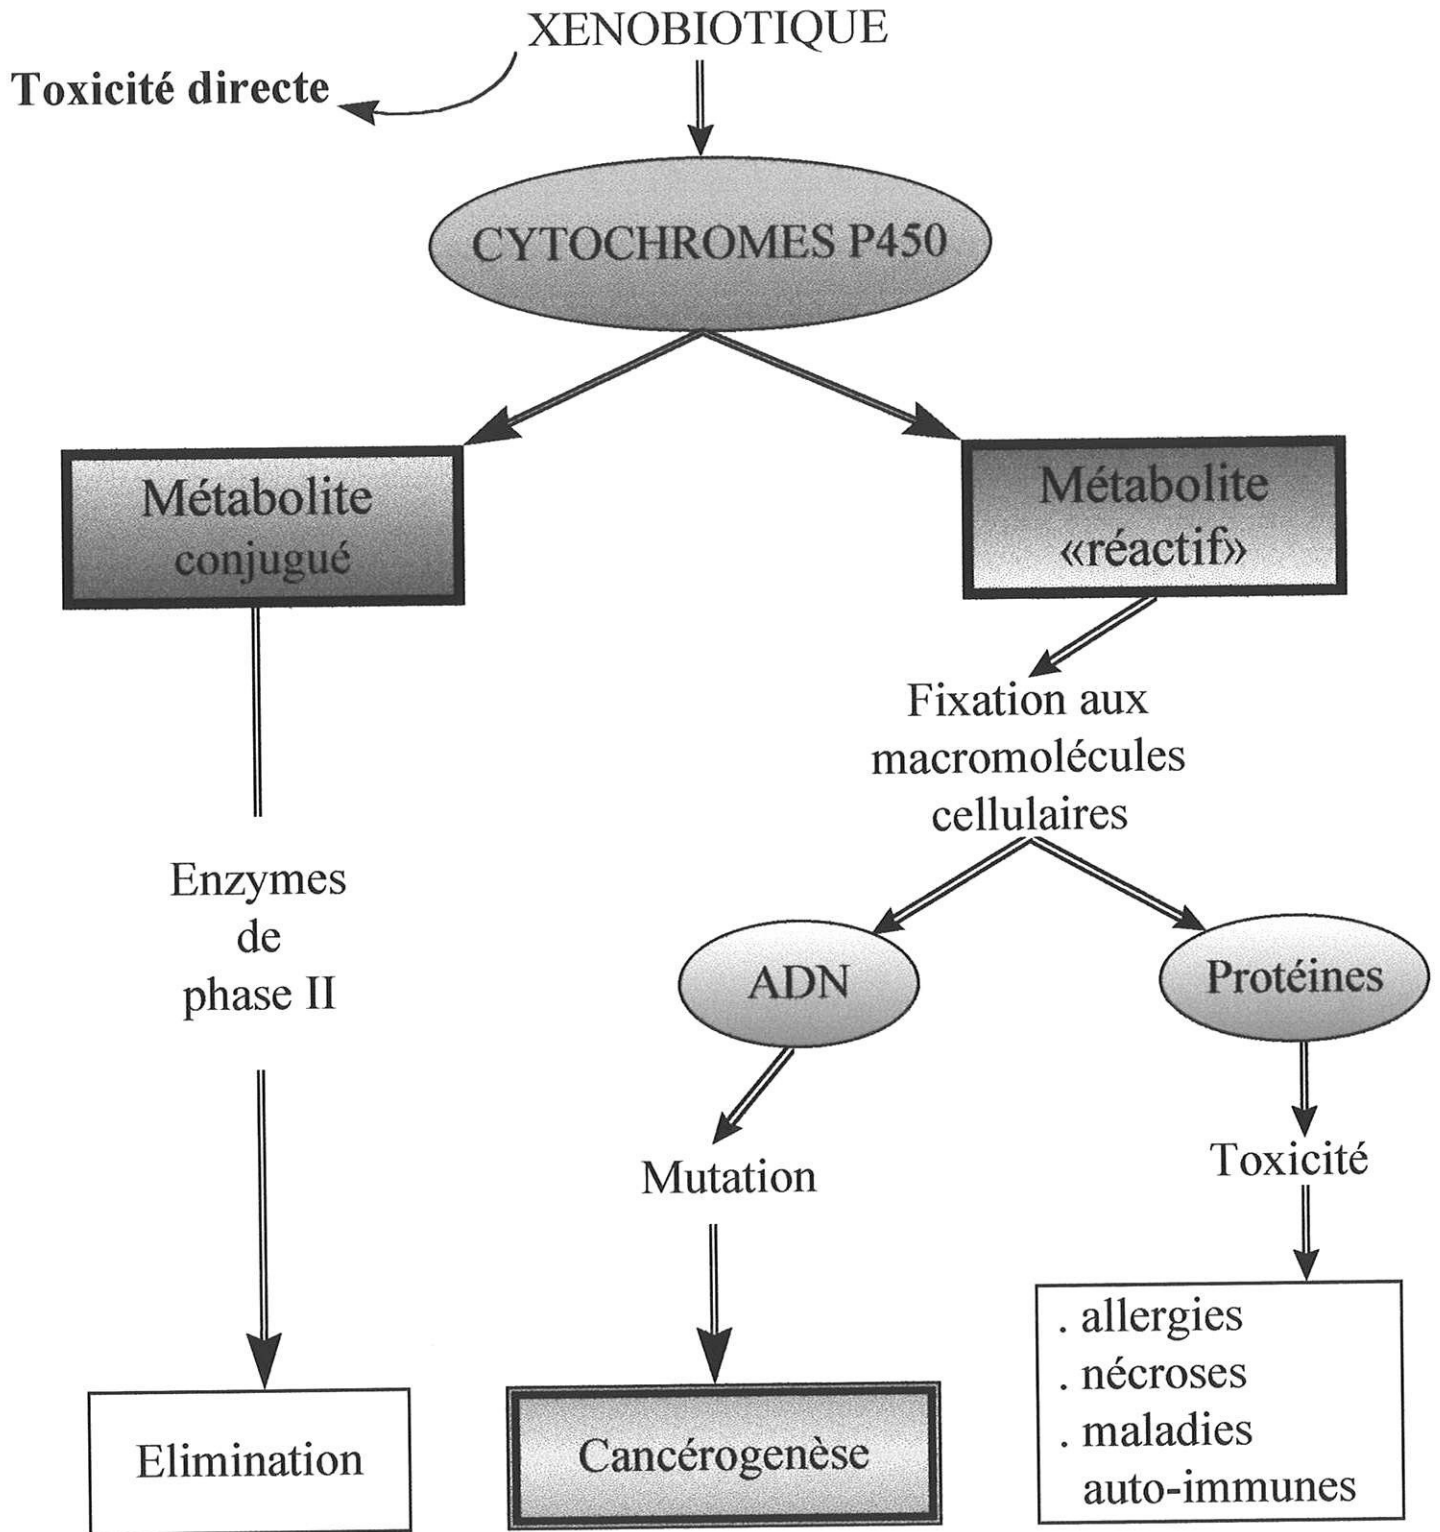 XENOBIOTIQUE
Toxicité directe
CYTOCHROMES P450
Métabolite
conjugué
Métabolite
«réactif»
Fixation aux
macromolécules
cellulaires
Enzymes
de
phase II
ADN
Protéines
Mutation
Toxicité
. allergies
. nécroses
. maladies
auto-immunes
Elimination
Cancérogenèse